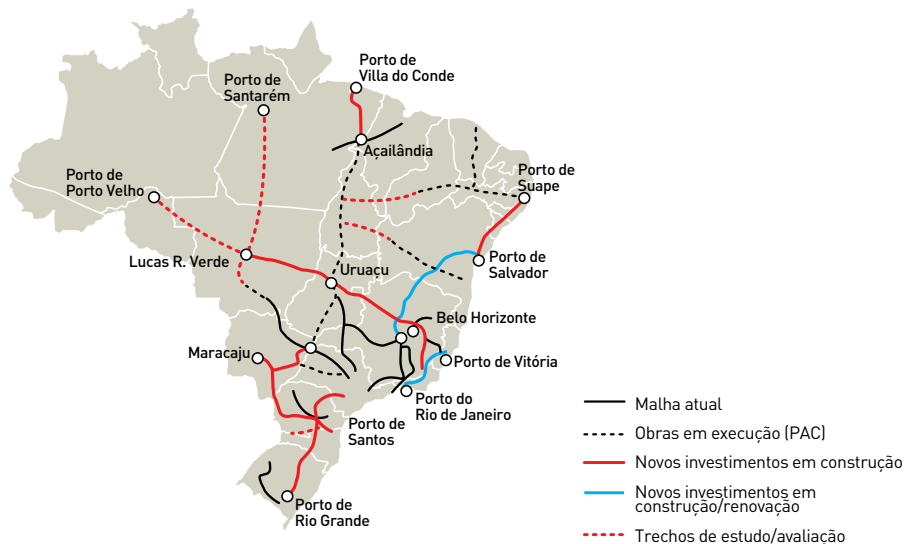 Porto de
Villa do Conde
Porto de
Santarém
Açailândia
Porto de
Suape
Porto de
Porto Velho
Lucas R. Verde
Uruaçu
Porto de
Salvador
Belo Horizonte
Maracaju
Porto de Vitória
Porto do
Rio de Janeiro
Porto de
Santos
Porto de
Rio Grande
Malha atual
Obras em execução (PAC)
Novos investimentos em construção
Novos investimentos em
construção/renovação
Trechos de estudo/avaliação